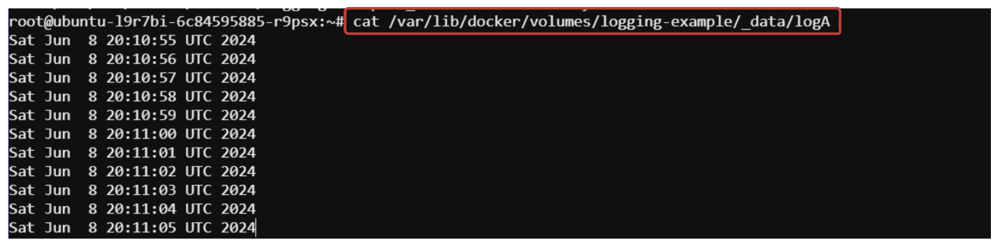 root@ubuntu-l9r7bi-6c84595885-r9psx:~# cat /var/lib/docker/volumes/logging-example/_data/logA
Sat Jun  8 20:10:55 UTC 2024
Sat Jun  8 20:10:56 UTC 2024
Sat Jun  8 20:10:57 UTC 2024
Sat Jun  8 20:10:58 UTC 2024
Sat Jun  8 20:10:59 UTC 2024
Sat Jun  8 20:11:00 UTC 2024
Sat Jun  8 20:11:01 UTC 2024
Sat Jun  8 20:11:02 UTC 2024
Sat Jun  8 20:11:03 UTC 2024
Sat Jun  8 20:11:04 UTC 2024
Sat Jun  8 20:11:05 UTC 2024